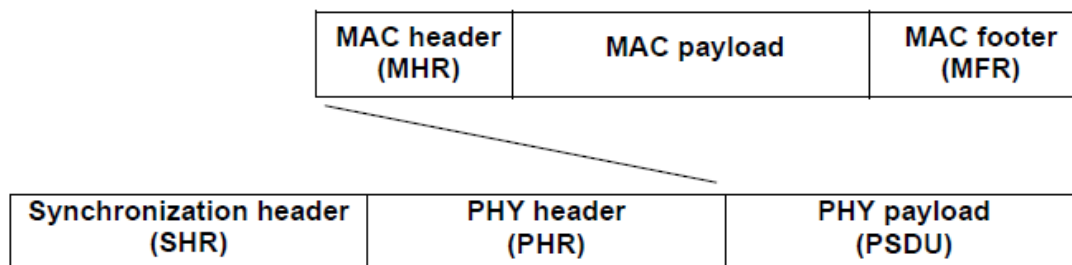 MAC header
(MHR)
MAC payload
MAC footer
(MFR)
Synchronization header
(SHR)
PHY header
(PHR)
PHY payload
(PSDU)